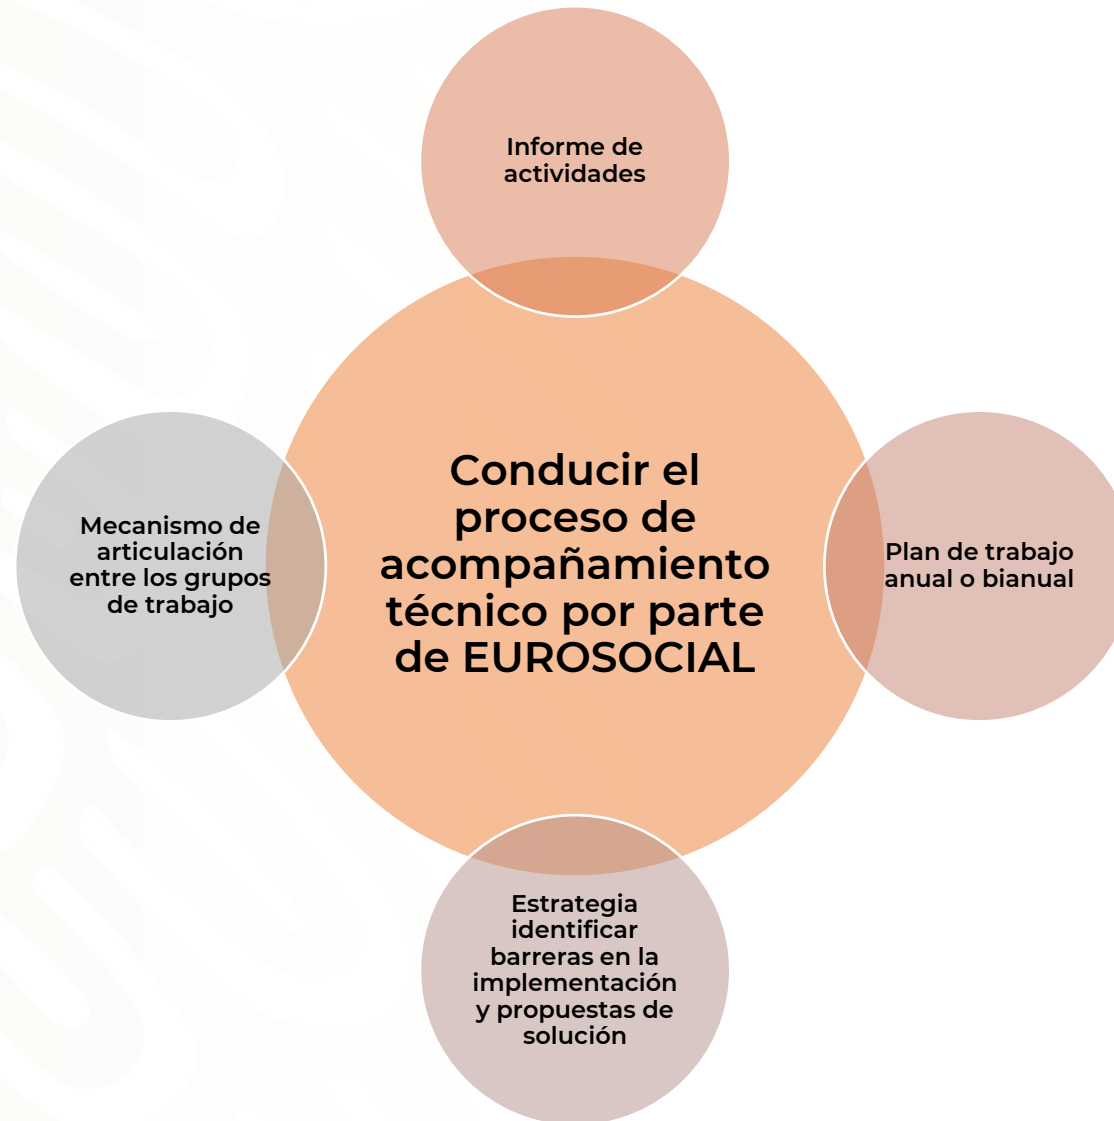 Informe de
actividades
Conducir el
proceso de
acompañamiento
técnico por parte
de EUROSOCIAL
Mecanismo de
articulación
entre los grupos
de trabajo
Plan de trabajo
anual o bianual
Estrategia
identificar
barreras en la
implementación
y propuestas de
solución